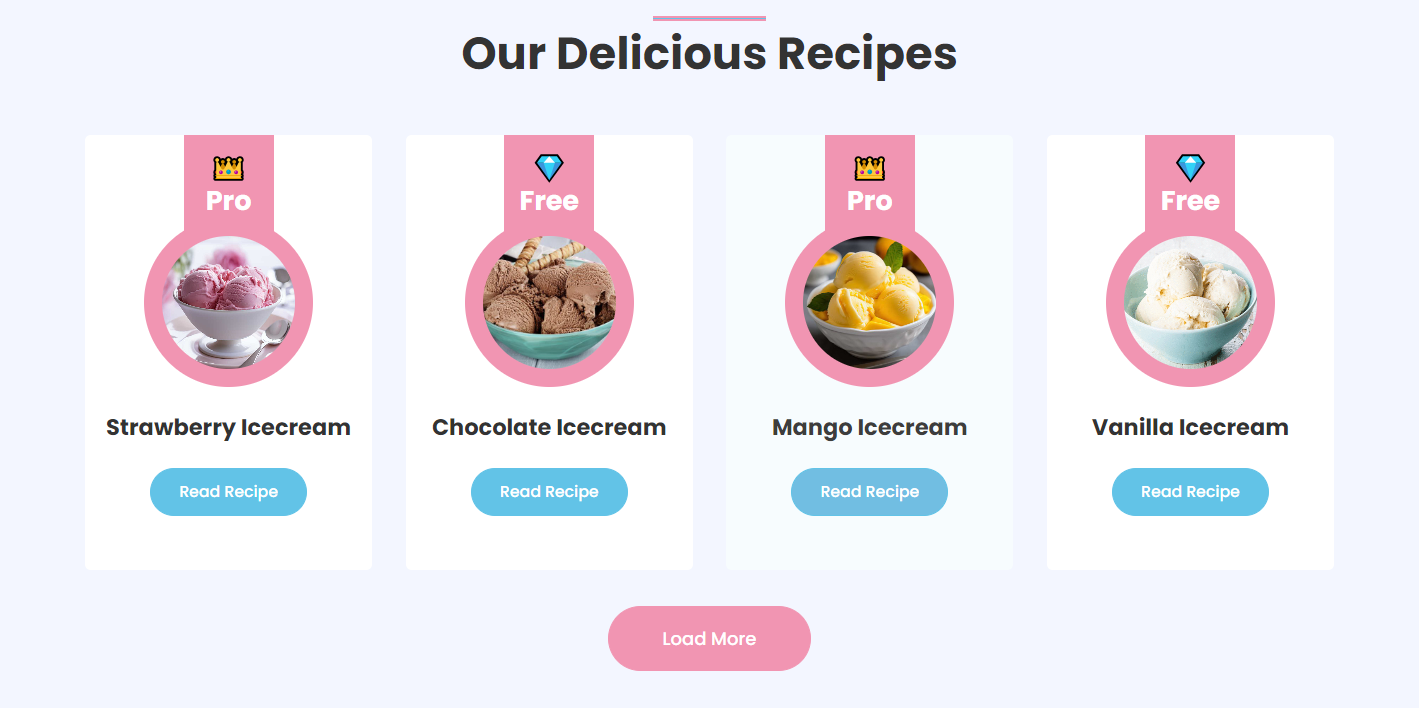 Our Delicious Recipes
Pro
Free
Pro
Free
Strawberry Icecream
Chocolate Icecream
Mango Icecream
Vanilla Icecream
Read Recipe
Read Recipe
Read Recipe
Read Recipe
Load More